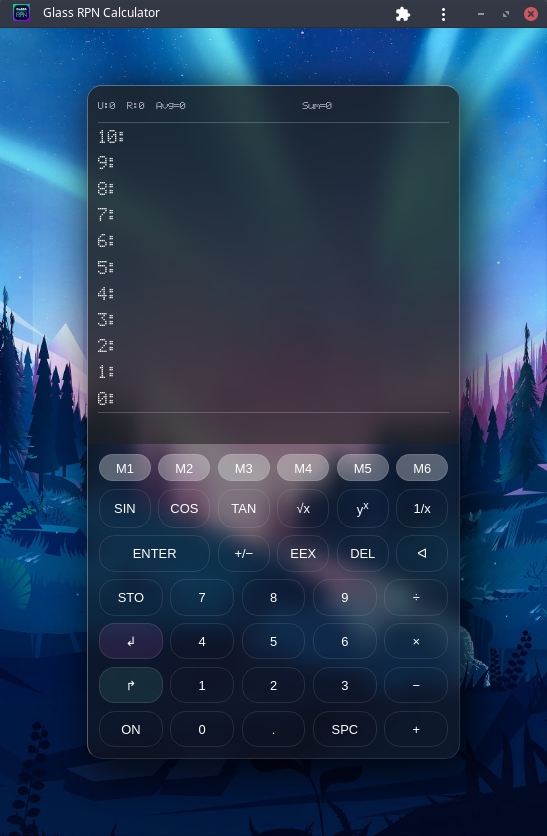 Glass RPN Calculator
U:0 R:0 Avg=0 Sum=0
10:
9:
8:
7:
6:
5:
4:
3:
2:
1:
0:
M1 M2 M3 M4 M5 M6
SIN COS TAN √x yˣ 1/x
ENTER +/− EEX DEL ᐊ
STO 7 8 9 ÷
↲ 4 5 6 ×
↱ 1 2 3 −
ON 0 . SPC +